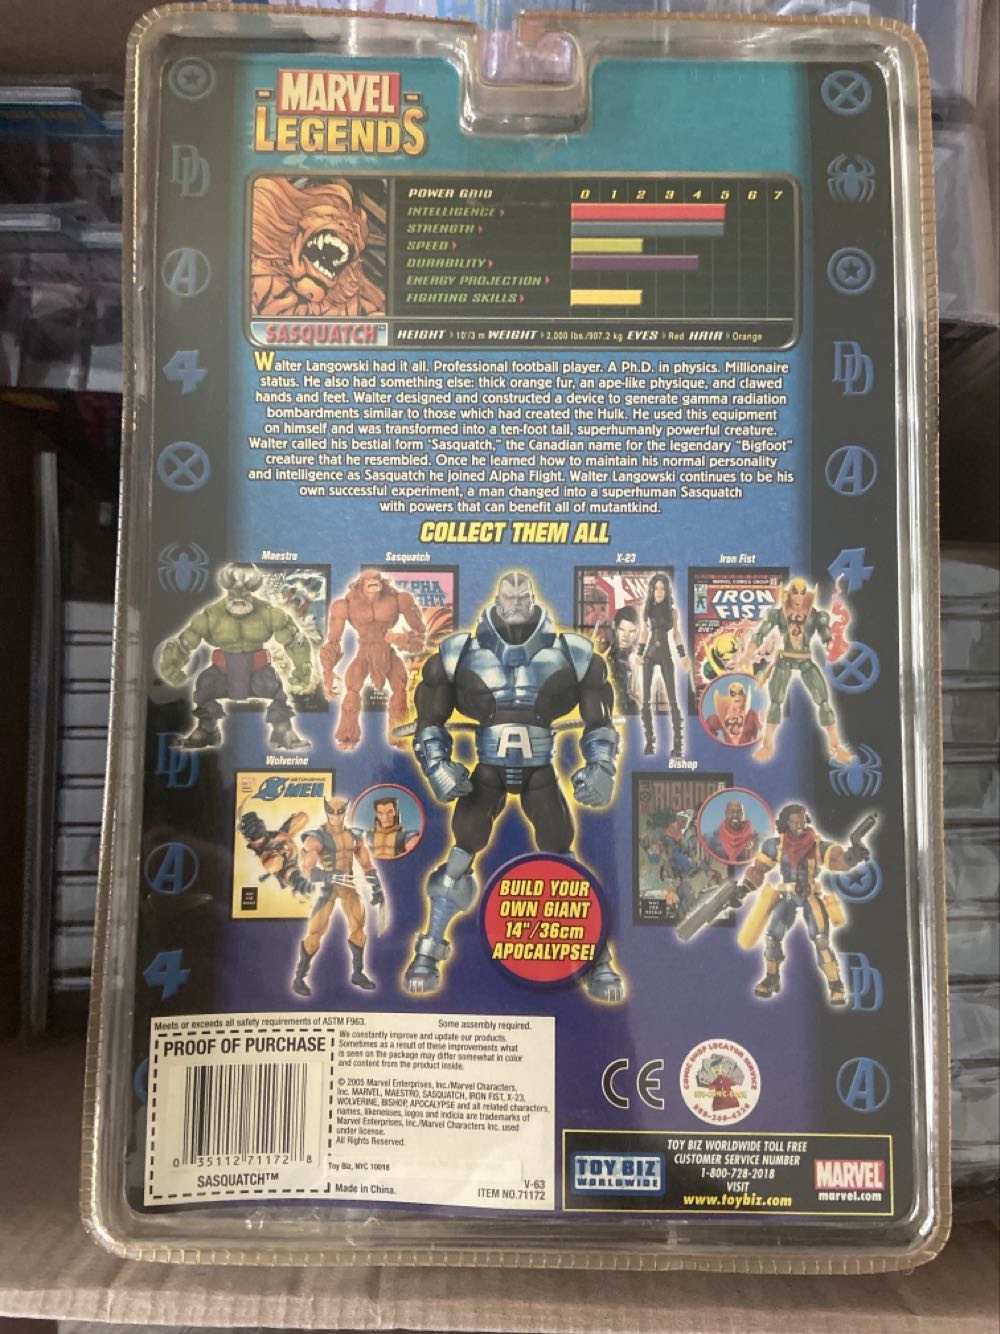 MARVEL
LEGENDS
POWER GRID 0 1 2 3 4 5 6 7
INTELLIGENCE
STRENGTH
SPEED
DURABILITY
ENERGY PROJECTION
FIGHTING SKILLS
SASQUATCH™ HEIGHT 10'/3 m WEIGHT 2,000 lbs./907.2 kg EYES Red HAIR Orange
Walter Langowski had it all. Professional football player. A Ph.D. in physics. Millionaire
status. He also had something else: thick orange fur, an ape-like physique, and clawed
hands and feet. Walter designed and constructed a device to generate gamma radiation
bombardments similar to those which had created the Hulk. He used this equipment
on himself and was transformed into a ten-foot tall, superhumanly powerful creature.
Walter called his bestial form "Sasquatch," the Canadian name for the legendary "Bigfoot"
creature that he resembled. Once he learned how to maintain his normal personality
and intelligence as Sasquatch he joined Alpha Flight. Walter Langowski continues to be his
own successful experiment, a man changed into a superhuman Sasquatch
with powers that can benefit all of mutantkind.
COLLECT THEM ALL
Maestro
Sasquatch
X-23
Iron Fist
IRON
FIST
A
Wolverine
MEN
Bishop
BISHOP
BUILD YOUR
OWN GIANT
14"/36cm
APOCALYPSE!
Meets or exceeds all safety requirements of ASTM F963. Some assembly required.
PROOF OF PURCHASE
We constantly improve and update our products.
Sometimes as a result of these improvements what
is seen on the package may differ somewhat in color
and content from the product inside.
© 2005 Marvel Enterprises, Inc./Marvel Characters,
Inc. MARVEL, MAESTRO, SASQUATCH, IRON FIST, X-23,
WOLVERINE, BISHOP, APOCALYPSE and all related characters,
names, likenesses, logos and indicia are trademarks of
Marvel Enterprises, Inc./Marvel Characters Inc. used
under license.
All Rights Reserved.
0 35112 71172 8
SASQUATCH™
Toy Biz, NYC 10016
Made in China.
V-63
ITEM NO.71172
CE
COMIC SHOP LOCATOR SERVICE
888-266-4226
TOY BIZ
WORLDWIDE
TOY BIZ WORLDWIDE TOLL FREE
CUSTOMER SERVICE NUMBER
1-800-728-2018
VISIT
www.toybiz.com
MARVEL
marvel.com